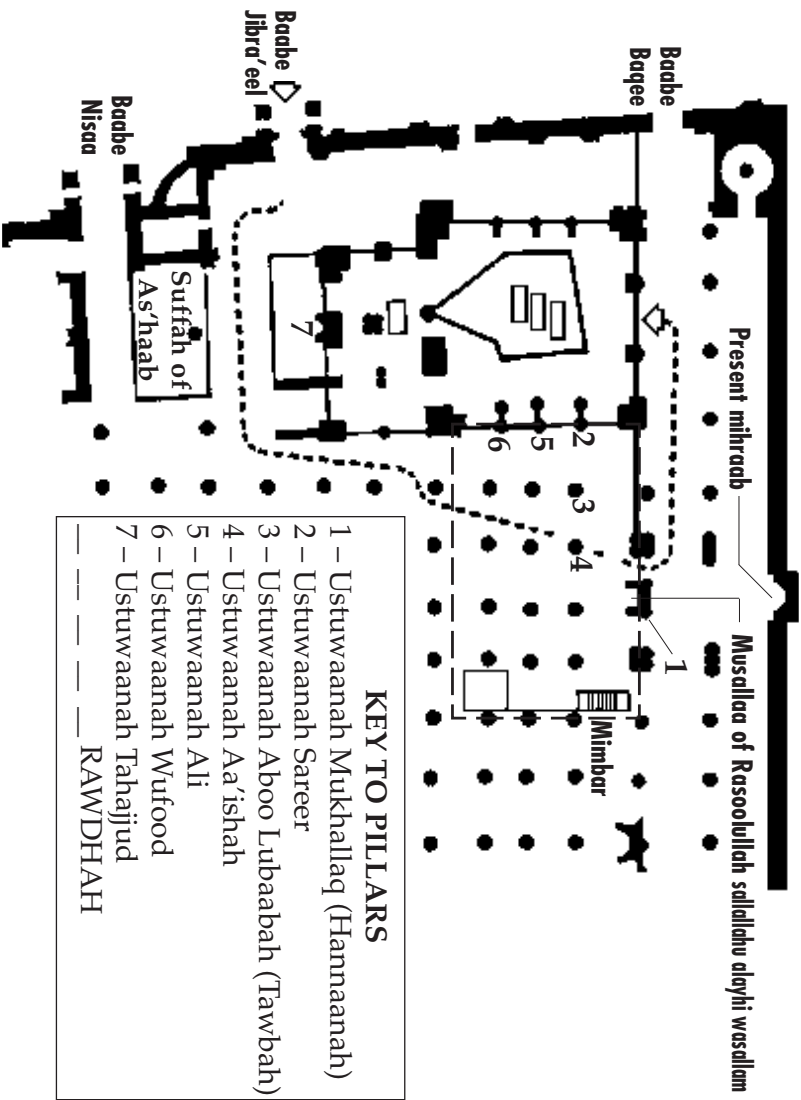 Present mihraab
Musallaa of Rasoolullah sallallahu alayhi wasallam
Baabe
Baqee
Baabe
Jibra'eel
Baabe
Nisaa
1
Mimbar
2
3
4
5
6
7
Suffah of
As'haab
KEY TO PILLARS
1 – Ustuwaanah Mukhallaq (Hannaanah)
2 – Ustuwaanah Sareer
3 – Ustuwaanah Aboo Lubaabah (Tawbah)
4 – Ustuwaanah Aa'ishah
5 – Ustuwaanah Ali
6 – Ustuwaanah Wufood
7 – Ustuwaanah Tahajjud
— — — — — RAWDHAH